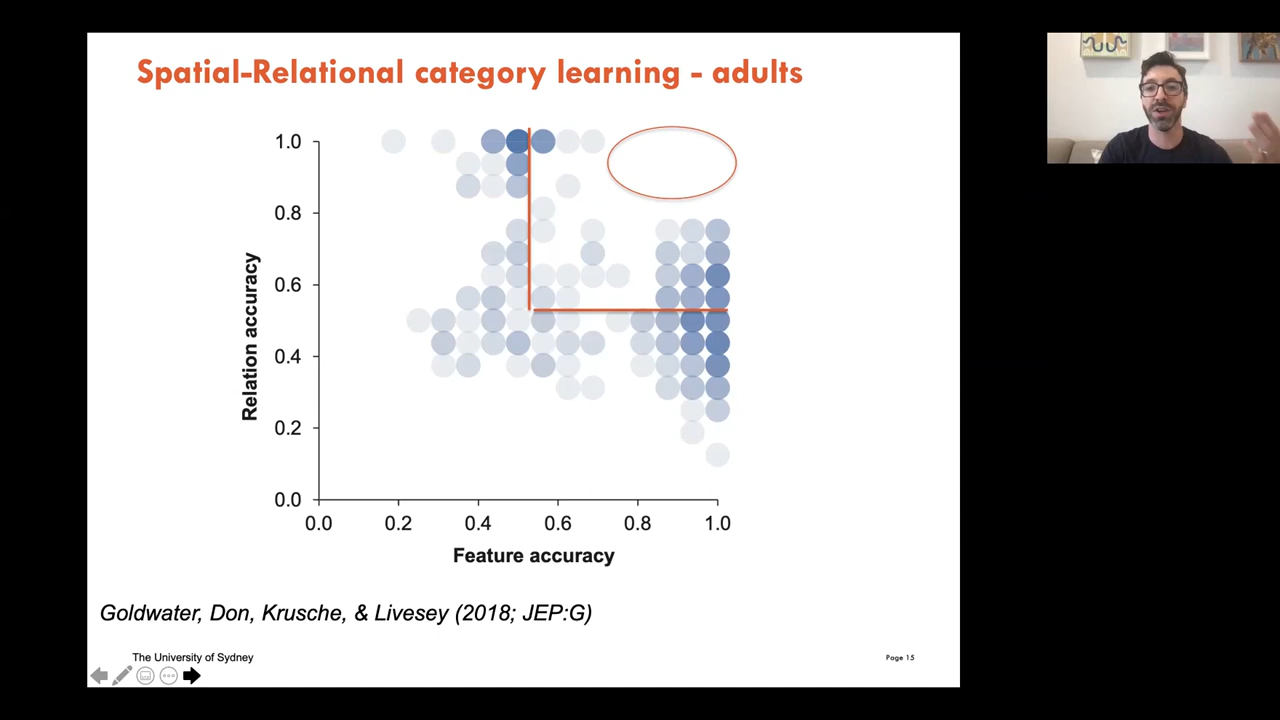 Spatial-Relational category learning - adults
1.0
0.8
0.6
0.4
0.2
0.0
Relation accuracy
0.0 0.2 0.4 0.6 0.8 1.0
Feature accuracy
Goldwater, Don, Krusche, & Livesey (2018; JEP:G)
The University of Sydney
Page 15